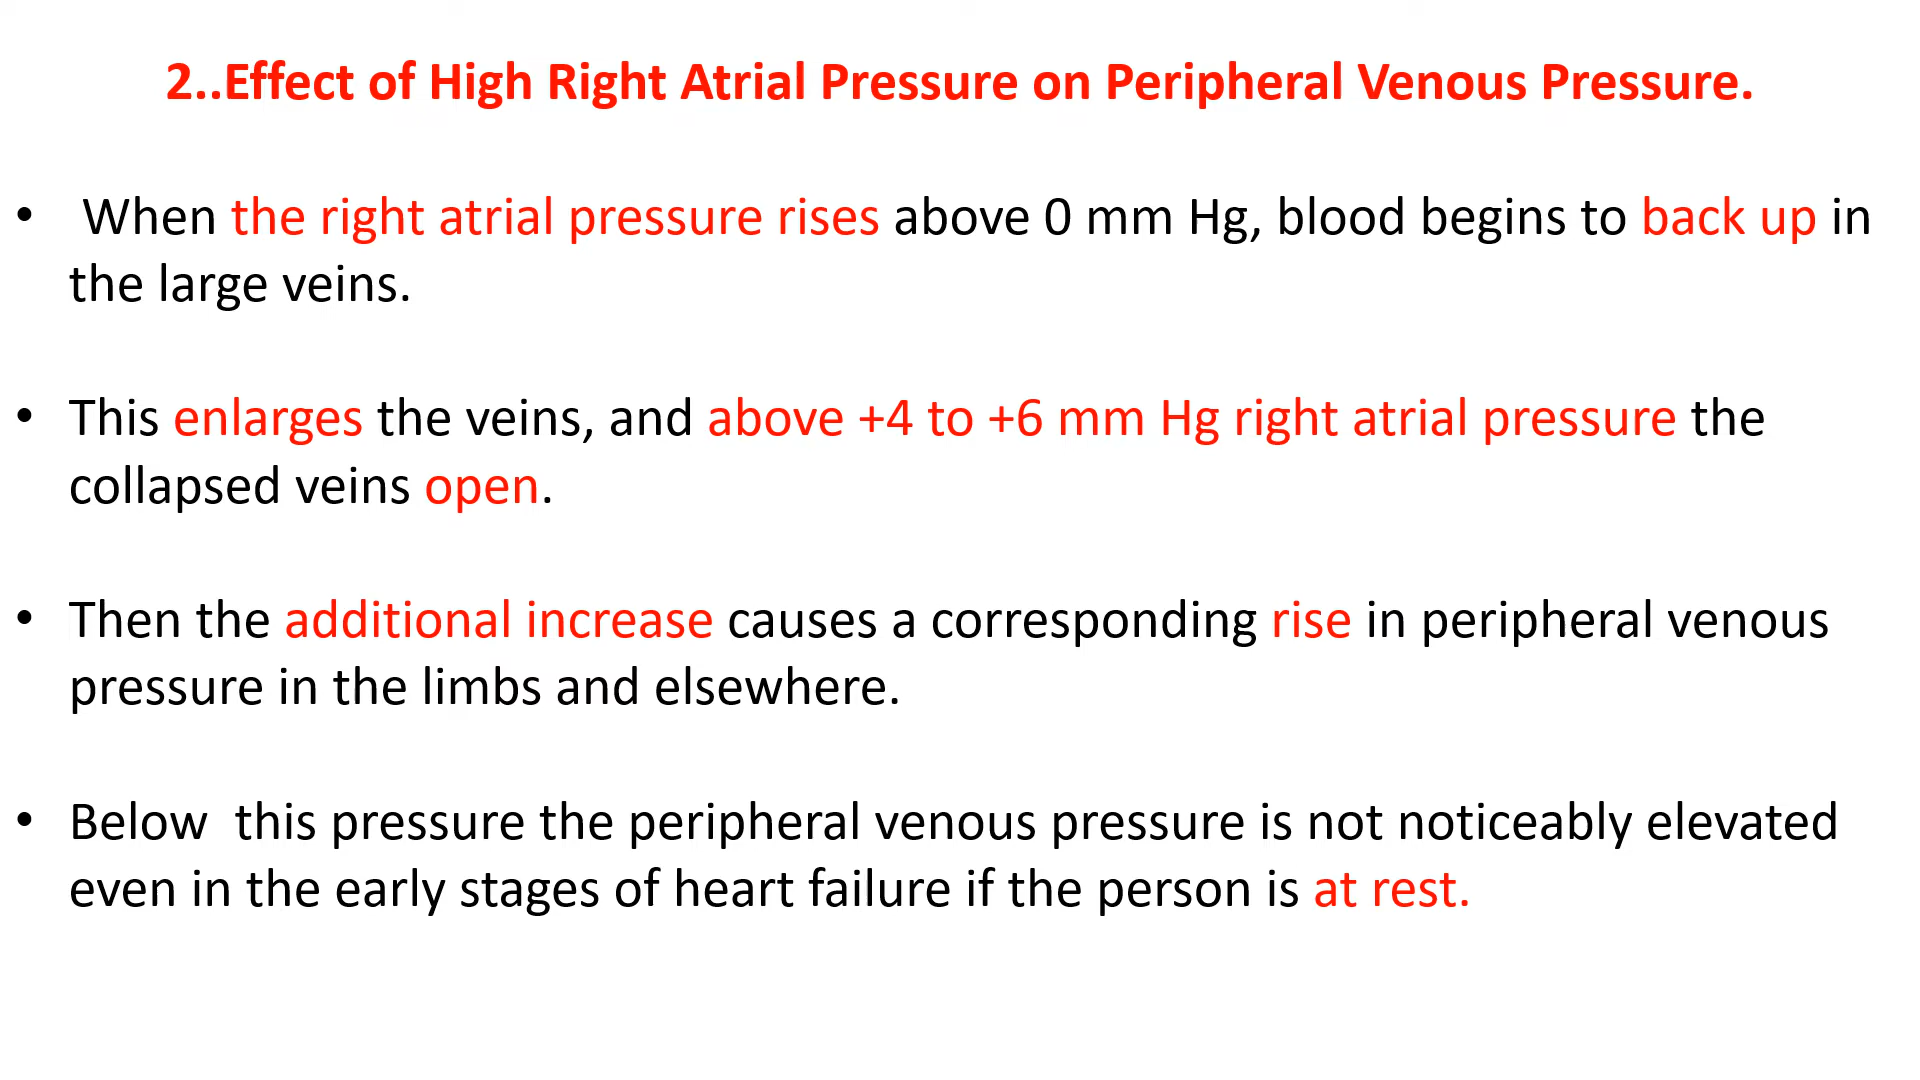 2..Effect of High Right Atrial Pressure on Peripheral Venous Pressure.
• When the right atrial pressure rises above 0 mm Hg, blood begins to back up in
the large veins.
• This enlarges the veins, and above +4 to +6 mm Hg right atrial pressure the
collapsed veins open.
• Then the additional increase causes a corresponding rise in peripheral venous
pressure in the limbs and elsewhere.
• Below  this pressure the peripheral venous pressure is not noticeably elevated
even in the early stages of heart failure if the person is at rest.